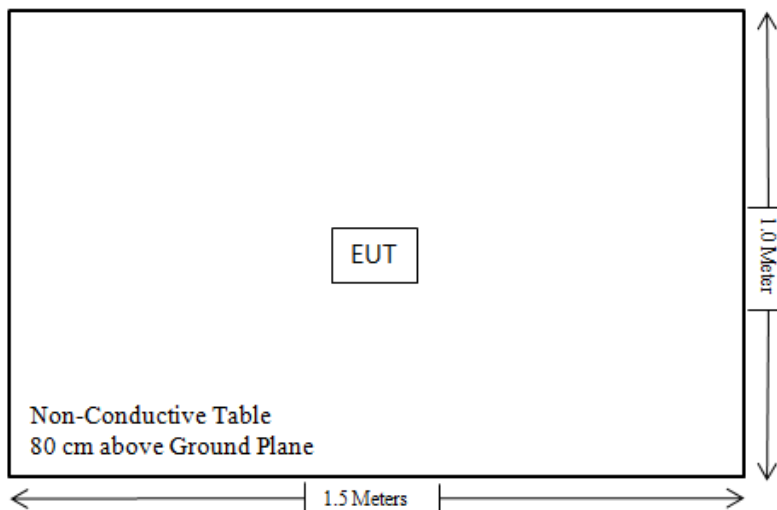 EUT
1.0 Meter
Non-Conductive Table
80 cm above Ground Plane
1.5 Meters